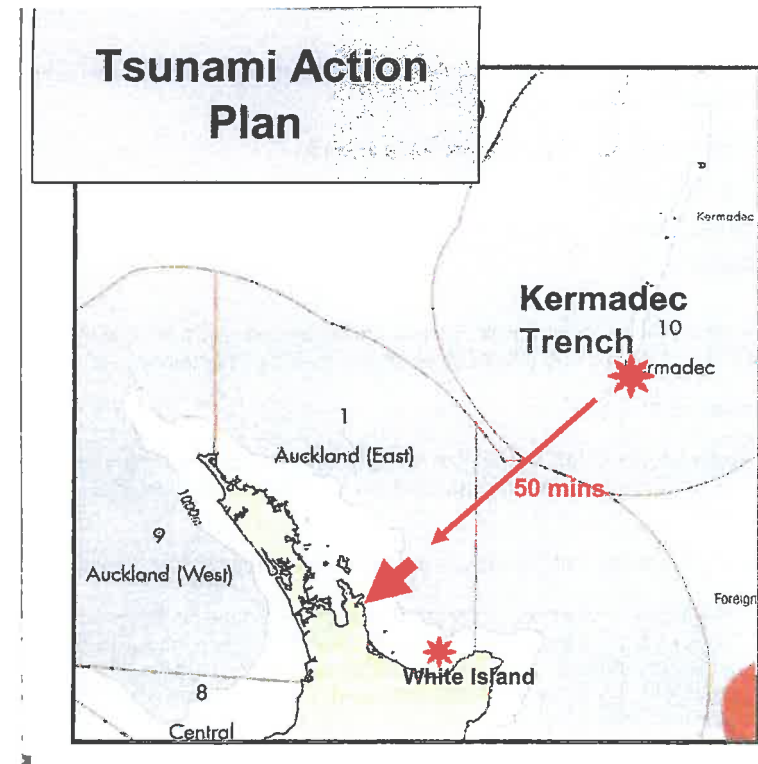 Tsunami Action
Plan
Kermadec
Kermadec
Trench
10
Kermadec
1
Auckland (East)
50 mins
1000m
9
Auckland (West)
Foreign
White Island
8
Central